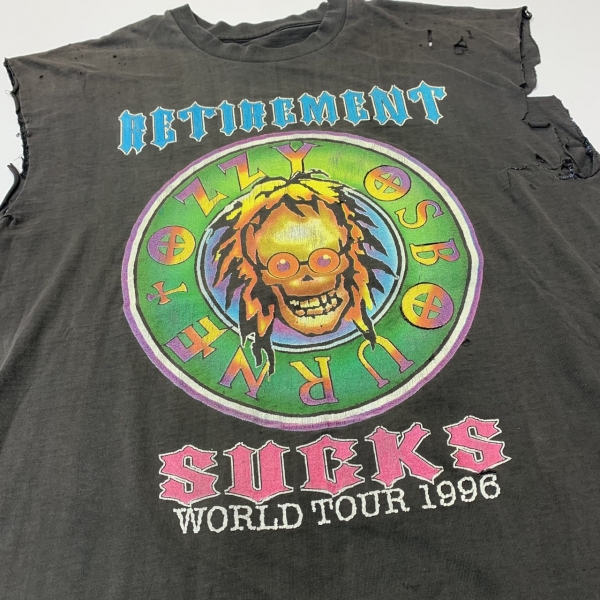 RETIREMENT
OZZY OSBOURNE
SUCKS
WORLD TOUR 1996